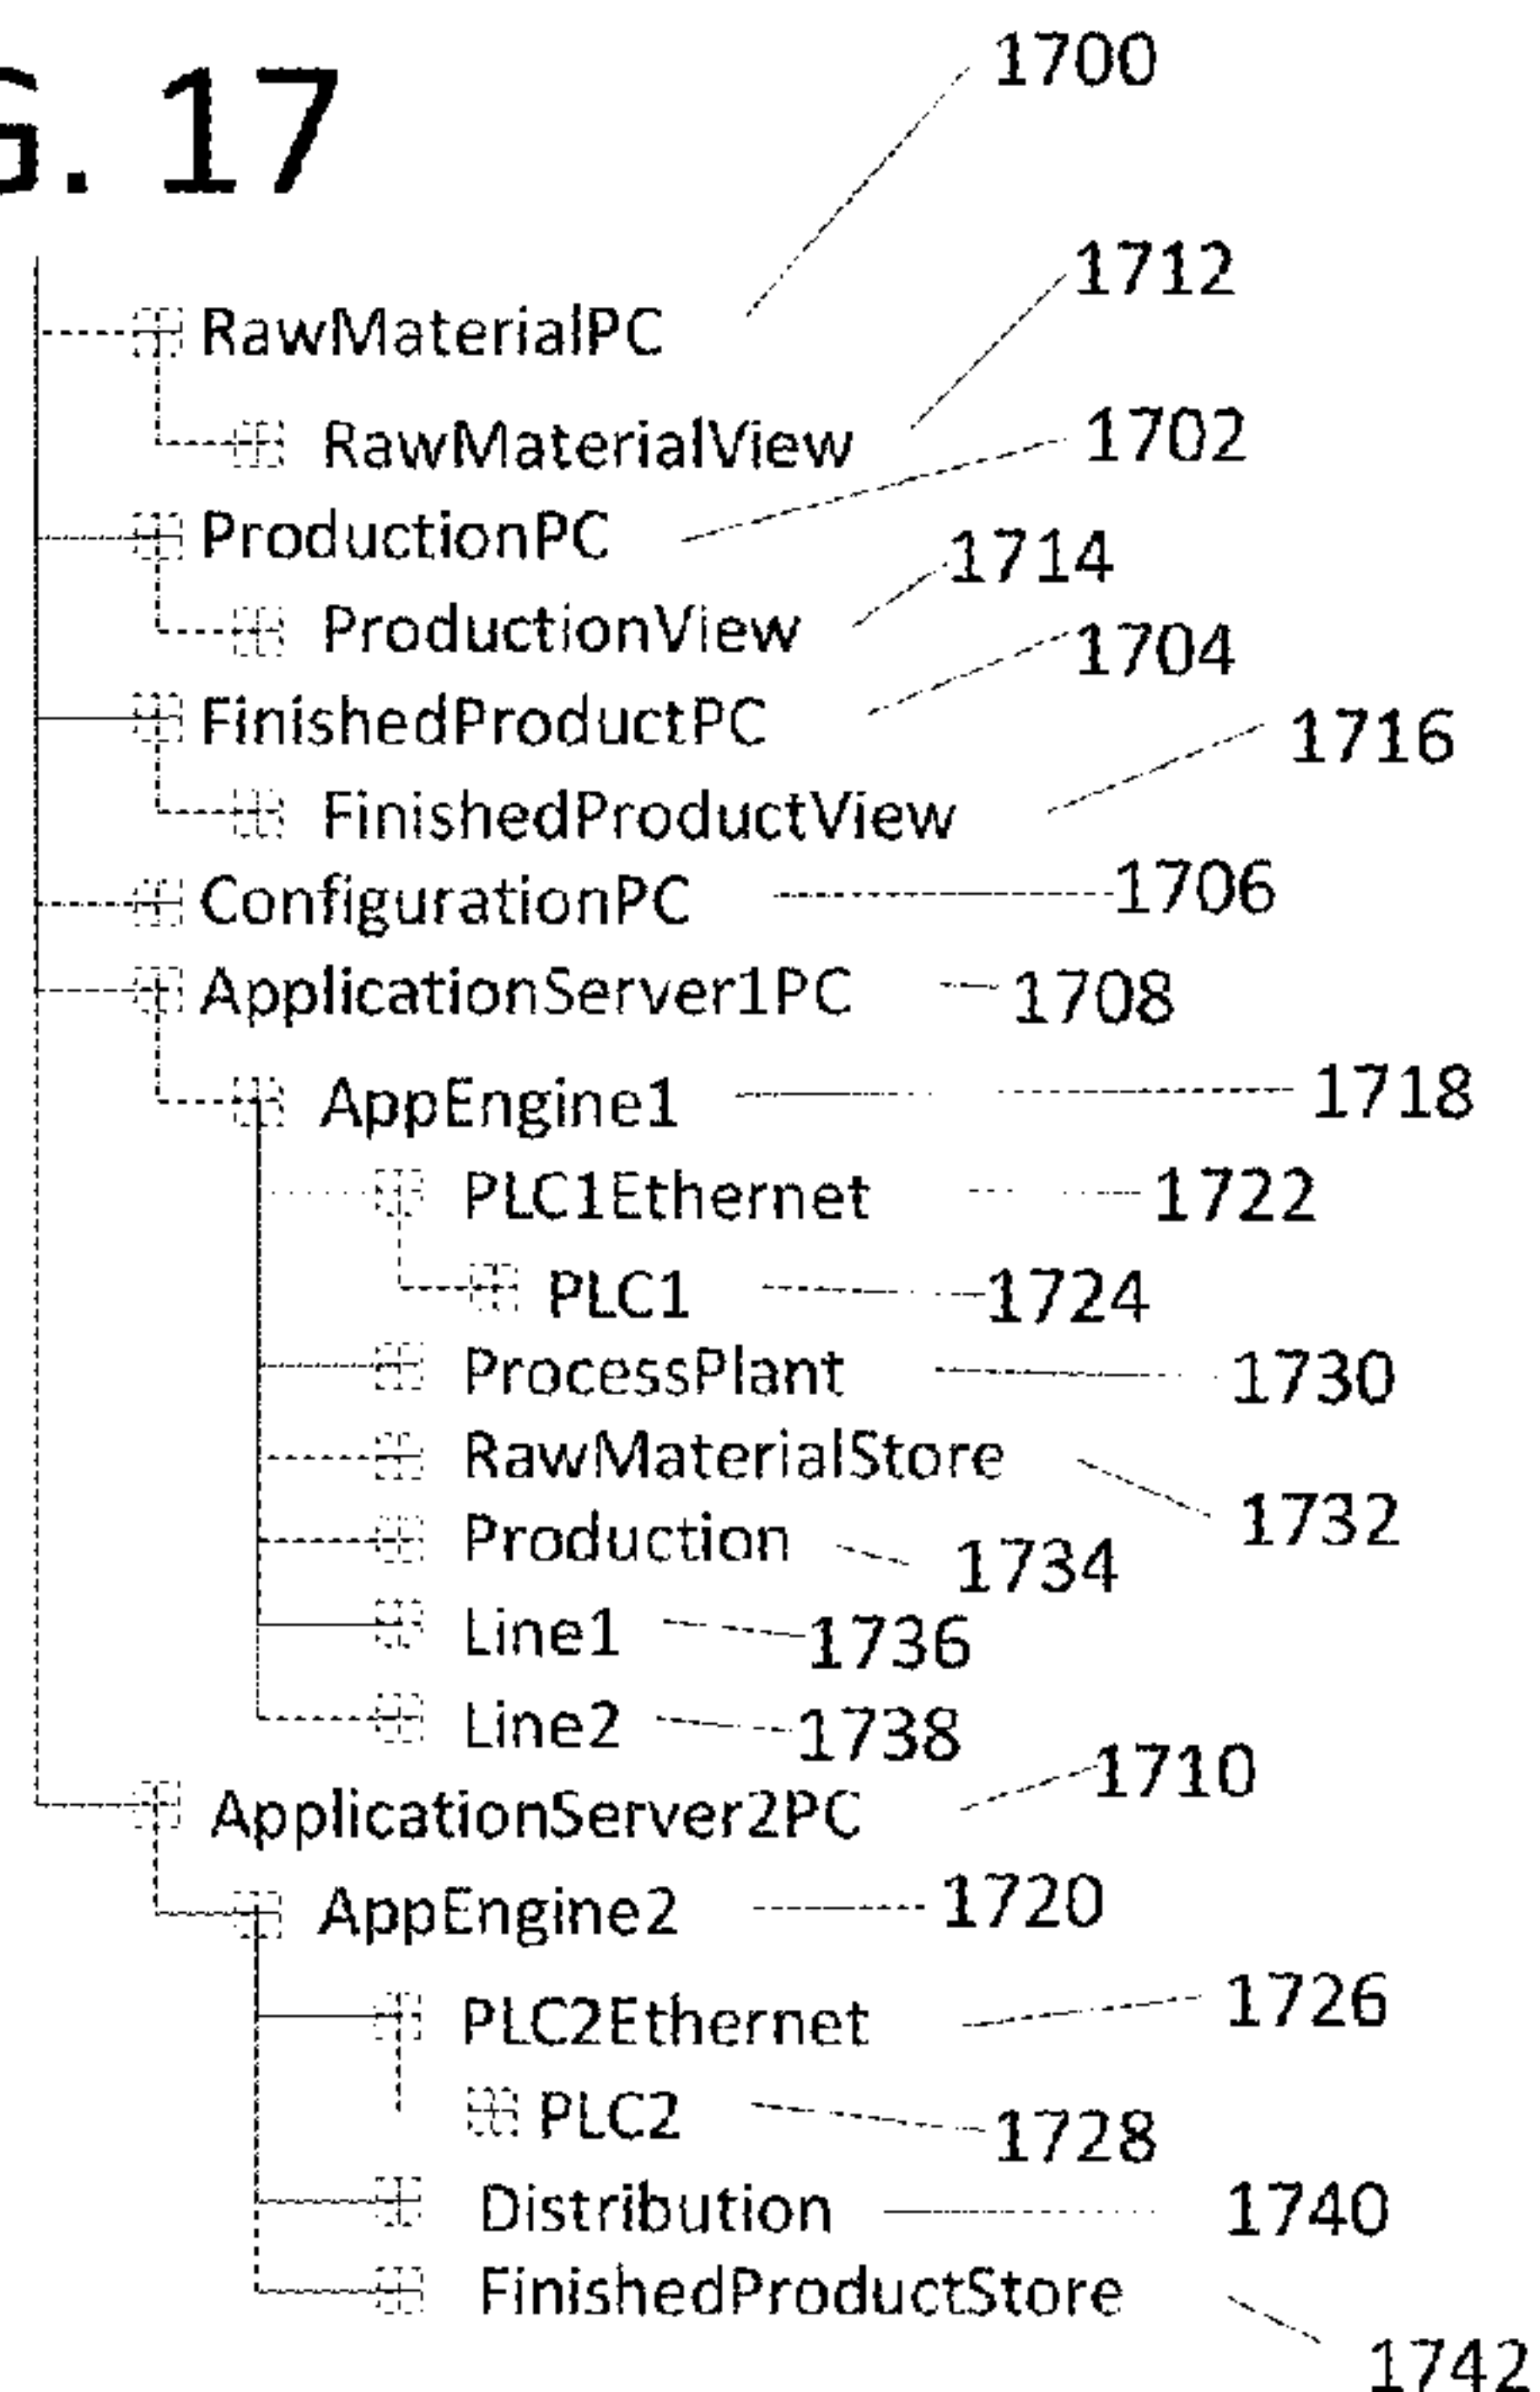 G. 17
1700
RawMaterialPC
1712
RawMaterialView
1702
ProductionPC
1714
ProductionView
1704
FinishedProductPC
1716
FinishedProductView
ConfigurationPC 1706
ApplicationServer1PC 1708
AppEngine1 1718
PLC1Ethernet 1722
PLC1 1724
ProcessPlant 1730
RawMaterialStore
1732
Production 1734
Line1 1736
Line2 1738
1710
ApplicationServer2PC
AppEngine2 1720
PLC2Ethernet 1726
PLC2 1728
Distribution 1740
FinishedProductStore
1742